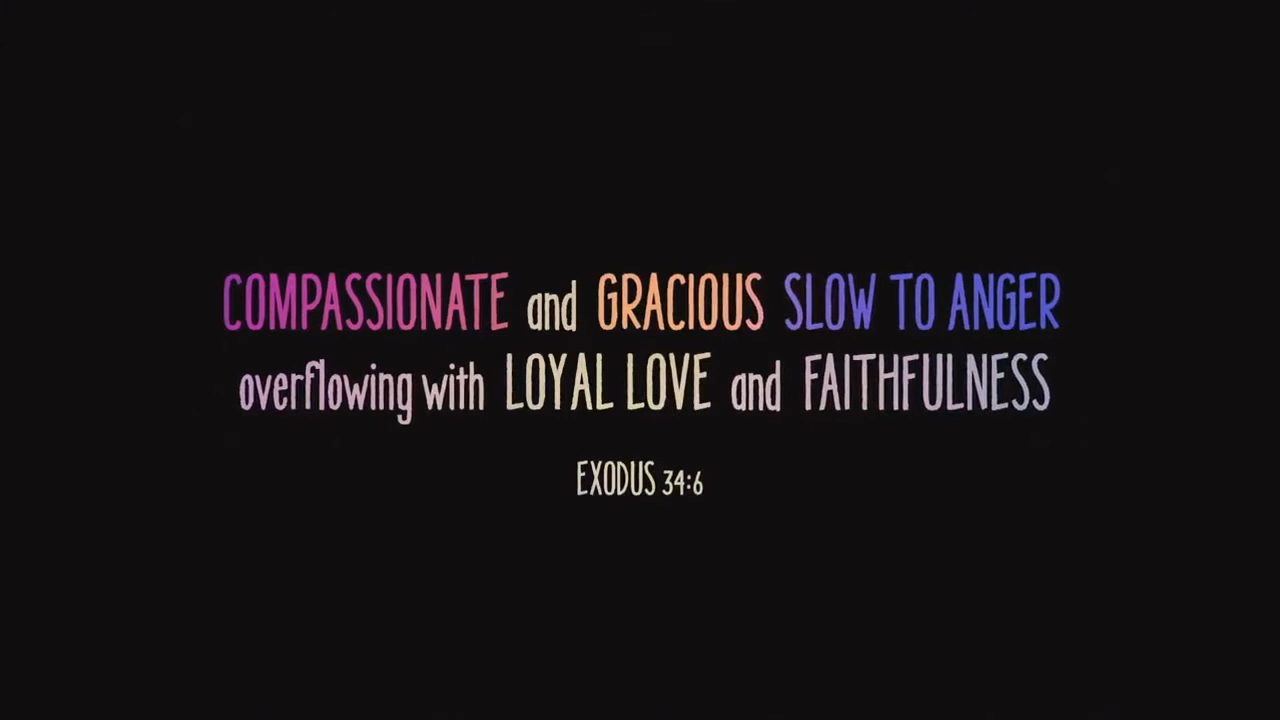 COMPASSIONATE and GRACIOUS SLOW TO ANGER
overflowing with LOYAL LOVE and FAITHFULNESS
EXODUS 34:6